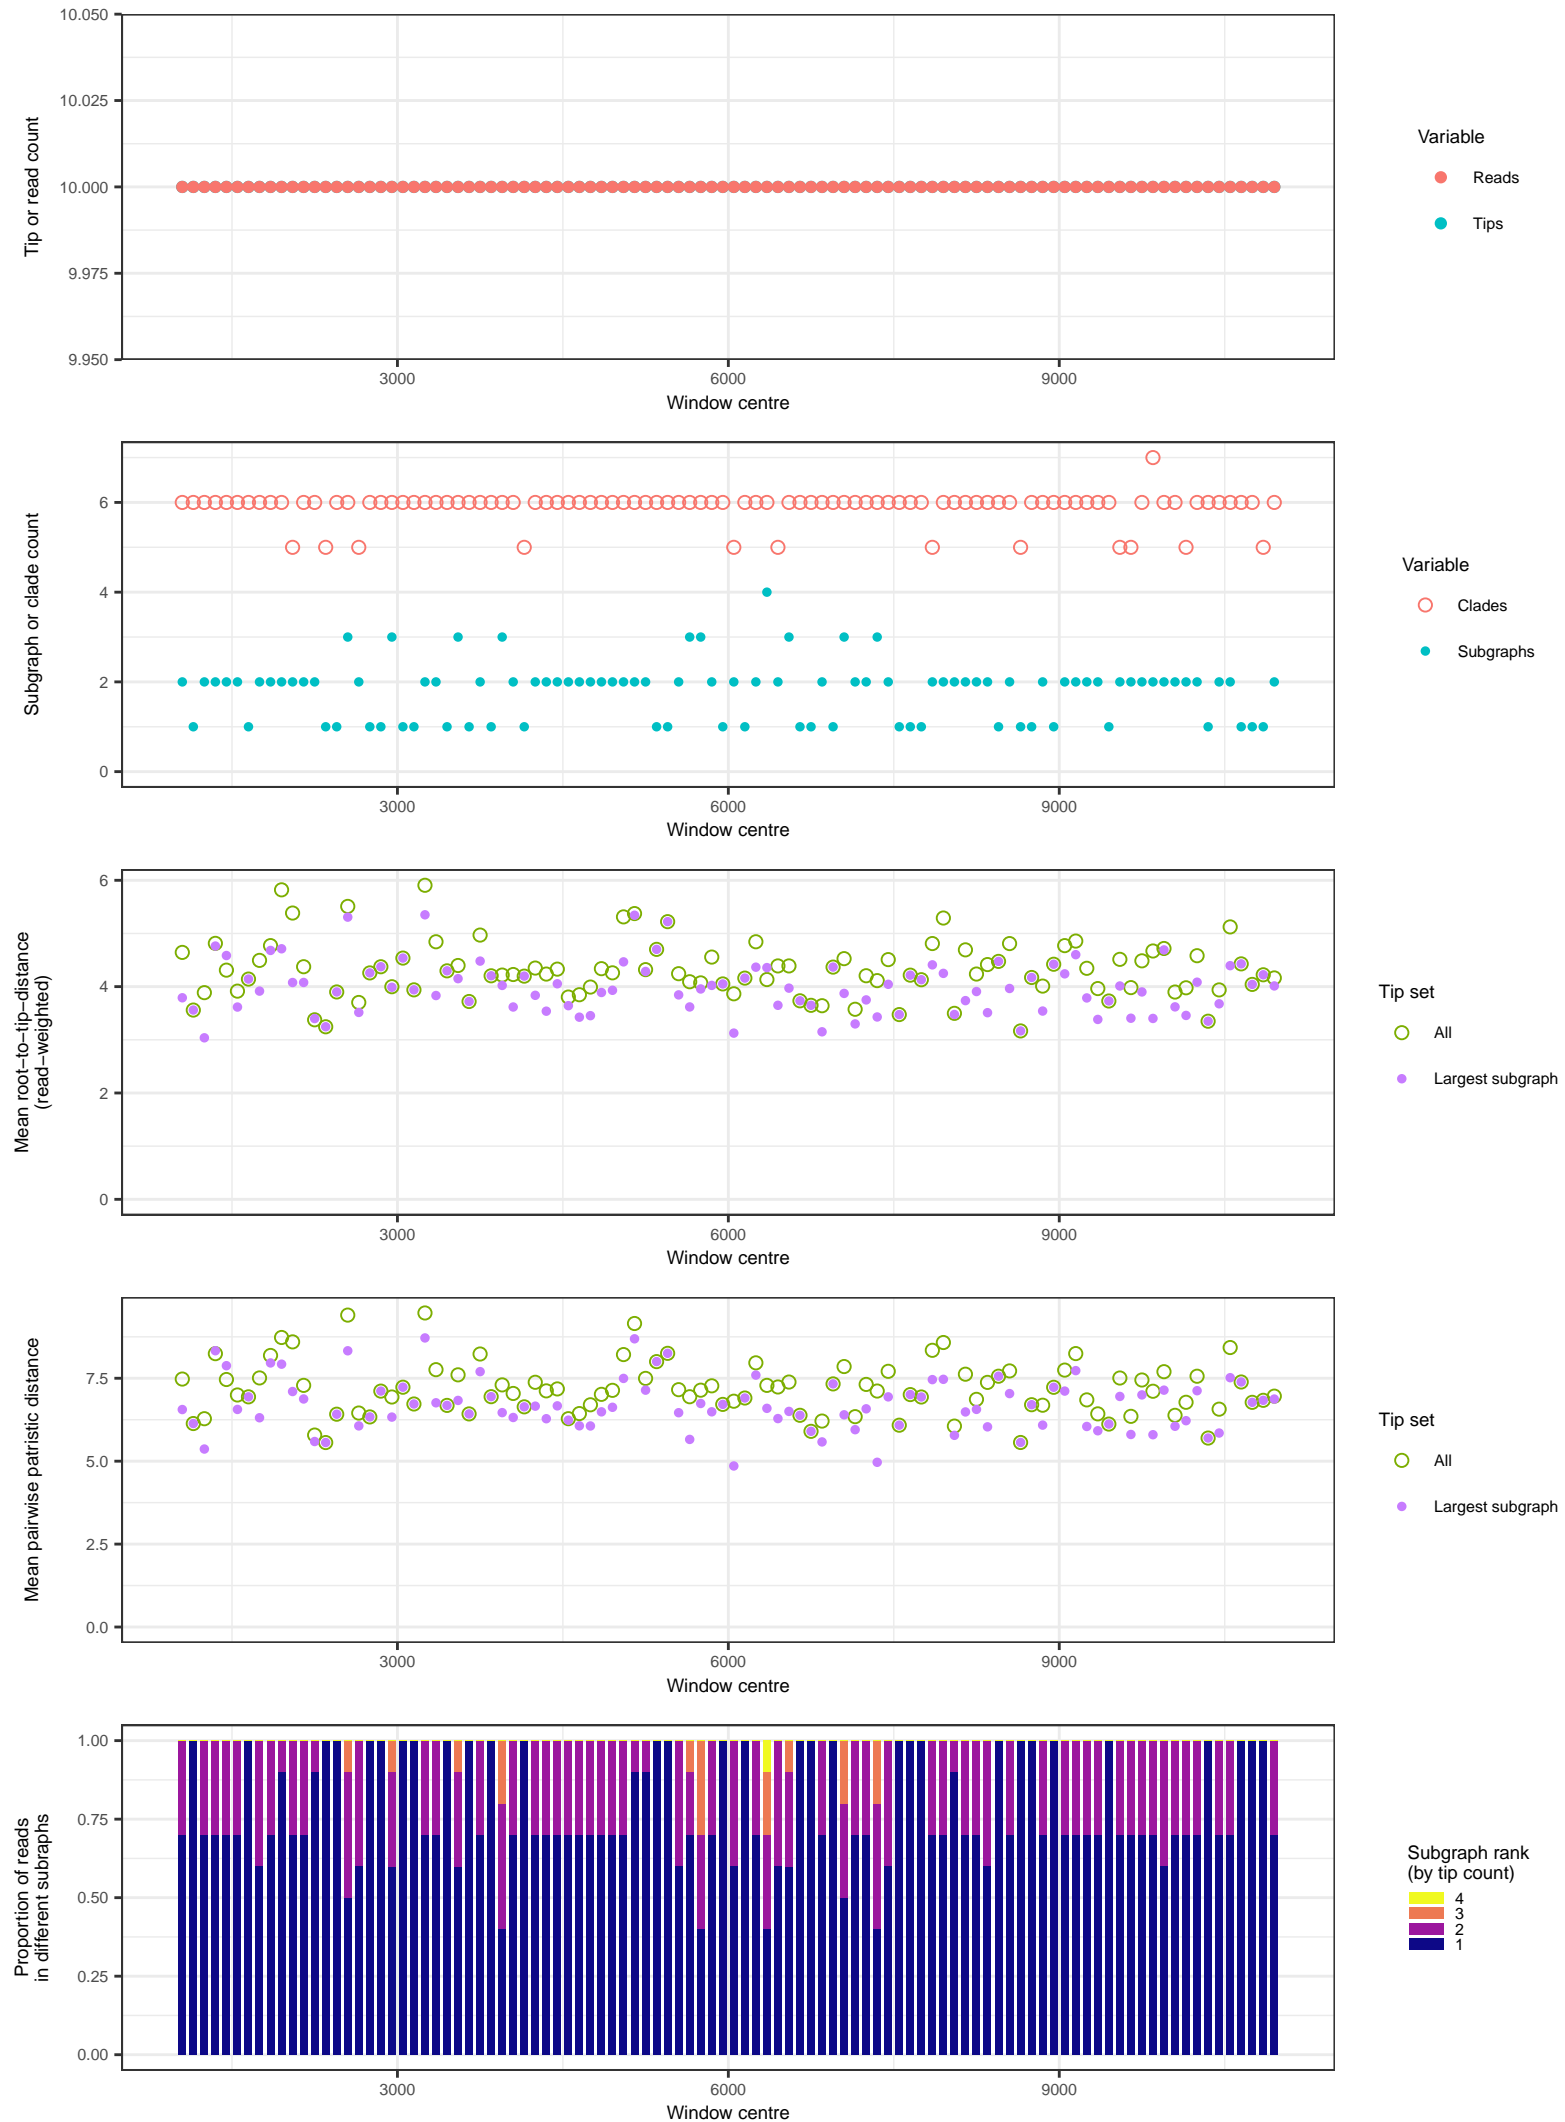 10.050
10.025
10.000
9.975
9.950
Tip or read count
3000 6000 9000
Window centre
Variable
Reads
Tips
6
4
2
0
Subgraph or clade count
3000 6000 9000
Window centre
Variable
Clades
Subgraphs
6
4
2
0
Mean root−to−tip−distance
(read−weighted)
3000 6000 9000
Window centre
Tip set
All
Largest subgraph
7.5
5.0
2.5
0.0
Mean pairwise patristic distance
3000 6000 9000
Window centre
Tip set
All
Largest subgraph
1.00
0.75
0.50
0.25
0.00
Proportion of reads
in different subraphs
3000 6000 9000
Window centre
Subgraph rank
(by tip count)
4
3
2
1